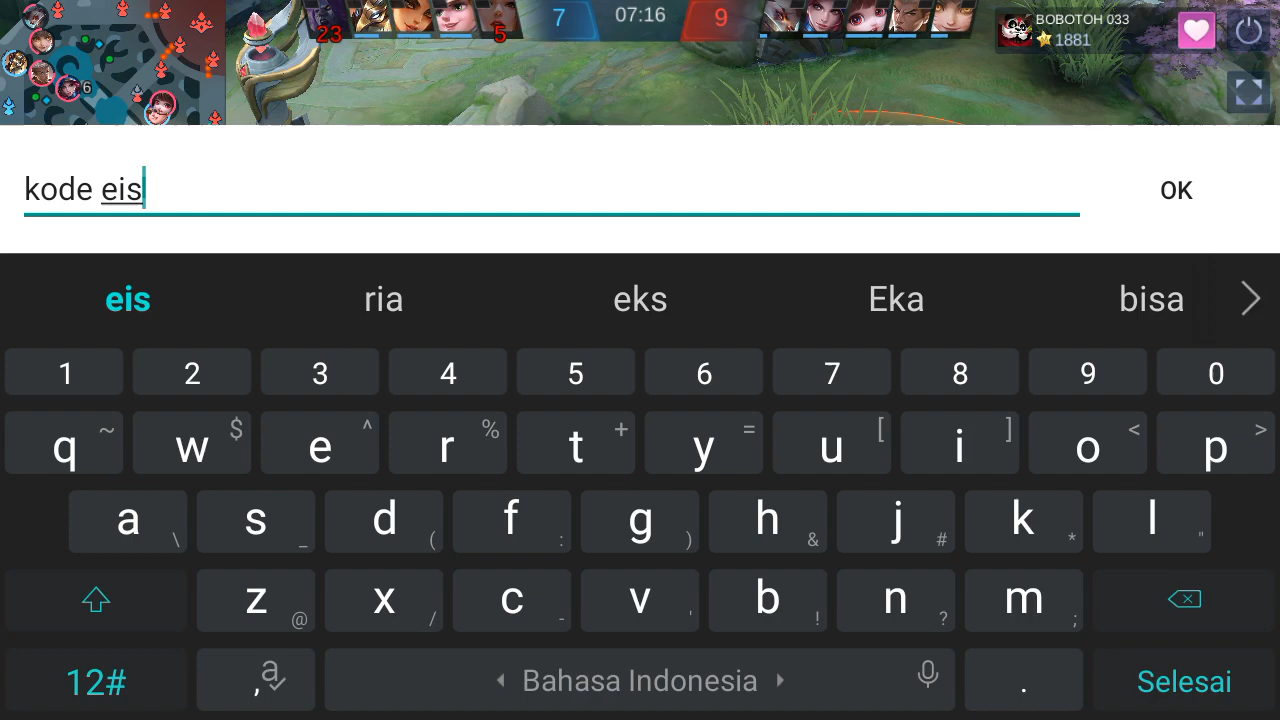 23
5
7
07:16
9
BOBOTOH 033
1881
6
kode eis
OK
eis ria eks Eka bisa
1 2 3 4 5 6 7 8 9 0
q ~ w $ e ^ r % t + y = u [ i ] o < p >
a \ s _ d ( f : g ) h & j # k * l "
z @ x / c - v ' b ! n ? m ;
12# , a Bahasa Indonesia . Selesai